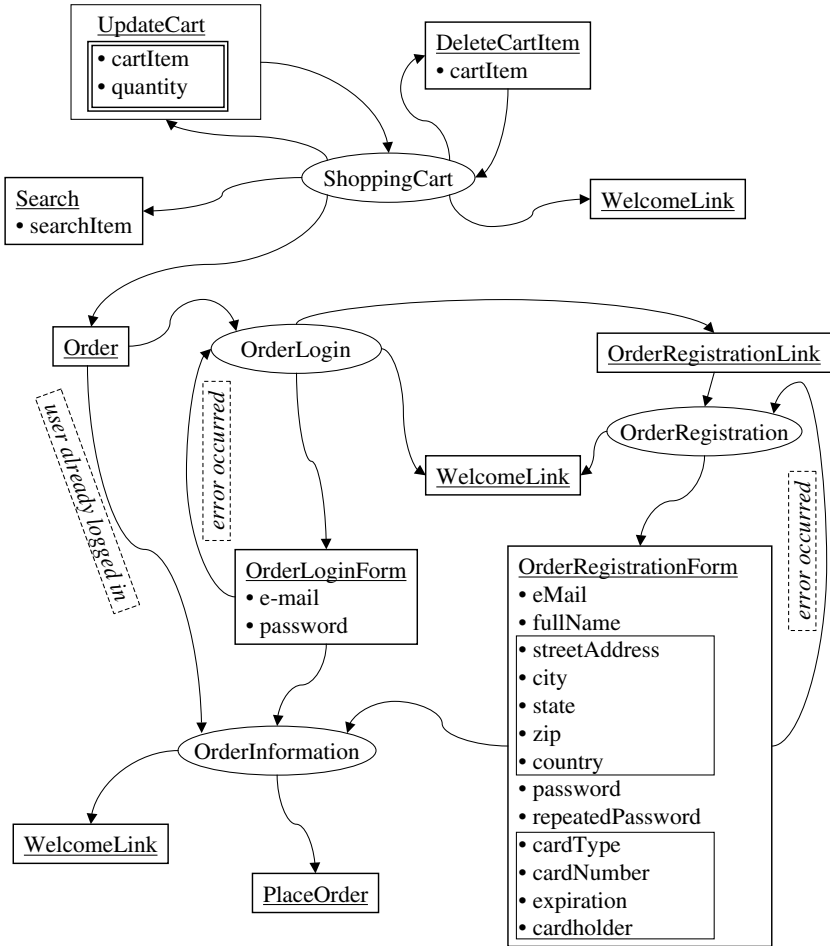 UpdateCart
• cartItem
• quantity
DeleteCartItem
• cartItem
ShoppingCart
Search
• searchItem
WelcomeLink
Order
OrderLogin
OrderRegistrationLink
user already logged in
error occurred
OrderRegistration
WelcomeLink
error occurred
OrderLoginForm
• e-mail
• password
OrderRegistrationForm
• eMail
• fullName
• streetAddress
• city
• state
• zip
• country
• password
• repeatedPassword
• cardType
• cardNumber
• expiration
• cardholder
OrderInformation
WelcomeLink
PlaceOrder